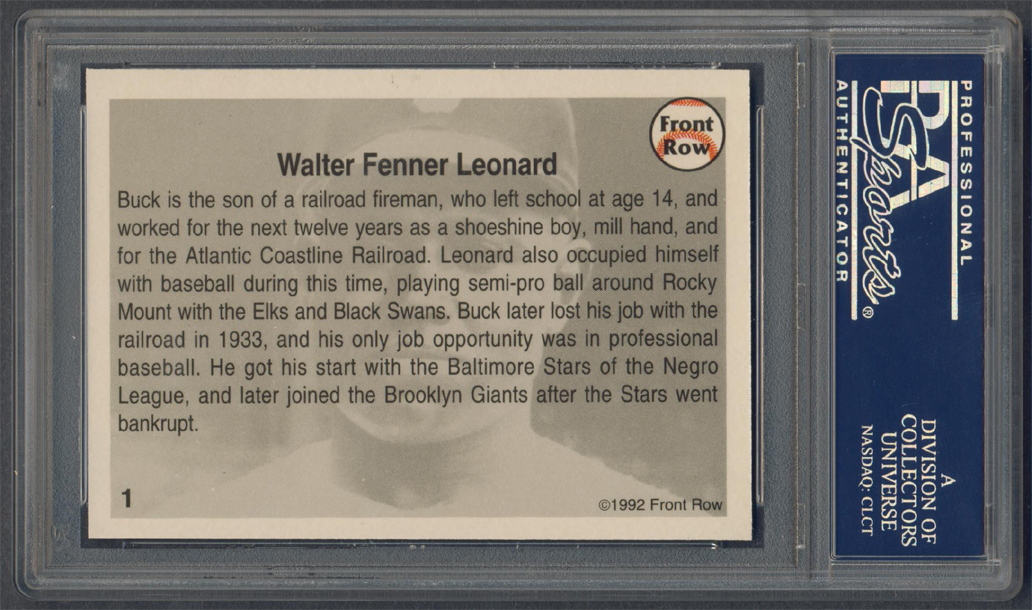 Front
Row
Walter Fenner Leonard
Buck is the son of a railroad fireman, who left school at age 14, and
worked for the next twelve years as a shoeshine boy, mill hand, and
for the Atlantic Coastline Railroad. Leonard also occupied himself
with baseball during this time, playing semi-pro ball around Rocky
Mount with the Elks and Black Swans. Buck later lost his job with the
railroad in 1933, and his only job opportunity was in professional
baseball. He got his start with the Baltimore Stars of the Negro
League, and later joined the Brooklyn Giants after the Stars went
bankrupt.
1
©1992 Front Row
PROFESSIONAL
PSA
Sports®
AUTHENTICATOR
A
DIVISION OF
COLLECTORS
UNIVERSE
NASDAQ: CLCT